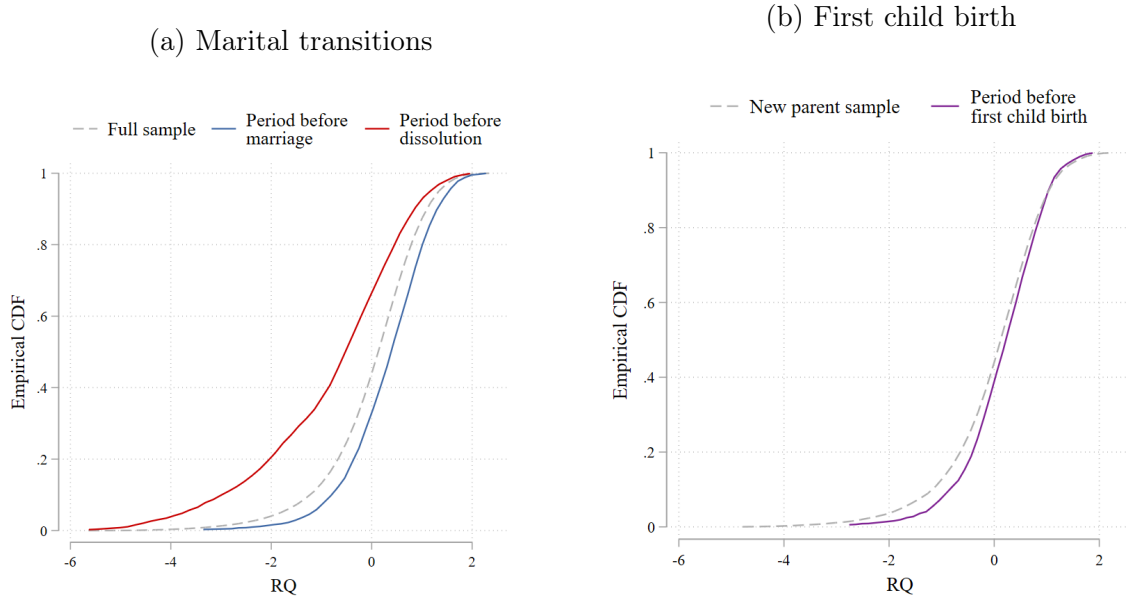 (a) Marital transitions
Full sample
Period before
marriage
Period before
dissolution
1
.8
.6
.4
.2
0
Empirical CDF
-6
-4
-2
0
2
RQ
(b) First child birth
New parent sample
Period before
first child birth
1
.8
.6
.4
.2
0
Empirical CDF
-6
-4
-2
0
2
RQ